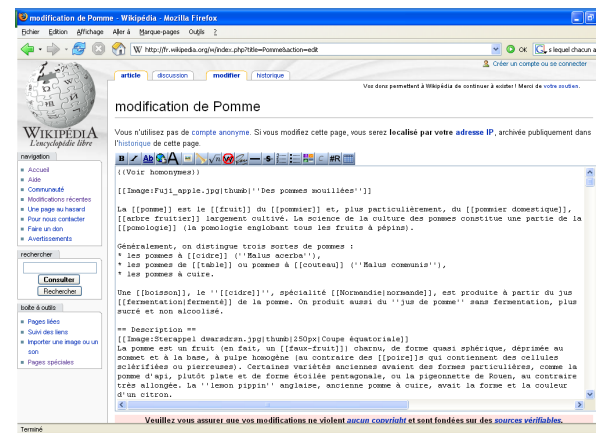 modification de Pomme - Wikipédia - Mozilla Firefox
Fichier Edition Affichage Aller à Marque-pages Outils ?
http://fr.wikipedia.org/w/index.php?title=Pomme&action=edit OK s lequel chacun a
Créer un compte ou se connecter
article discussion modifier historique
Vos dons permettent à Wikipédia de continuer à exister ! Merci de votre soutien.
modification de Pomme
WIKIPÉDIA
L'encyclopédie libre
navigation
Accueil
Aide
Communauté
Modifications récentes
Une page au hasard
Pour nous contacter
Faire un don
Avertissements
rechercher
Consulter
Rechercher
boîte à outils
Pages liées
Suivi des liens
Importer une image ou un
son
Pages spéciales
Vous n'utilisez pas de compte anonyme. Si vous modifiez cette page, vous serez localisé par votre adresse IP, archivée publiquement dans
l'historique de cette page.
{{Voir homonymes}}
[[Image:Fuji_apple.jpg|thumb|''Des pommes mouillées'']]
La [[pomme]] est le [[fruit]] du [[pommier]] et, plus particulièrement, du [[pommier domestique]],
[[arbre fruitier]] largement cultivé. La science de la culture des pommes constitue une partie de la
[[pomologie]] (la pomologie englobant tous les fruits à pépins).
Généralement, on distingue trois sortes de pommes :
* les pommes à [[cidre]] (''Malus acerba''),
* les pommes de [[table]] ou pommes à [[couteau]] (''Malus communis''),
* les pommes à cuire.
Une [[boisson]], le ''[[cidre]]'', spécialité [[Normandie|normande]], est produite à partir du jus
[[fermentation|fermenté]] de la pomme. On produit aussi du ''jus de pomme'' sans fermentation, plus
sucré et non alcoolisé.
== Description ==
[[Image:Sterappel dwarsdrsn.jpg|thumb|250px|Coupe équatoriale]]
La pomme est un fruit (en fait, un [[faux-fruit]]) charnu, de forme quasi sphérique, déprimée au
sommet et à la base, à pulpe homogène (au contraire des [[poire]]s qui contiennent des cellules
sclérifiées ou pierreuses). Certaines variétés anciennes avaient des formes particulières, comme la
pomme d'api, plutôt plate et de forme étoilée pentagonale, ou la pigeonnette de Rouen, au contraire
très allongée. La ''lemon pippin'' anglaise, ancienne pomme à cuire, avait la forme et la couleur
d'un citron.
Veuillez vous assurer que vos modifications ne violent aucun copyright et sont fondées sur des sources vérifiables.
Terminé